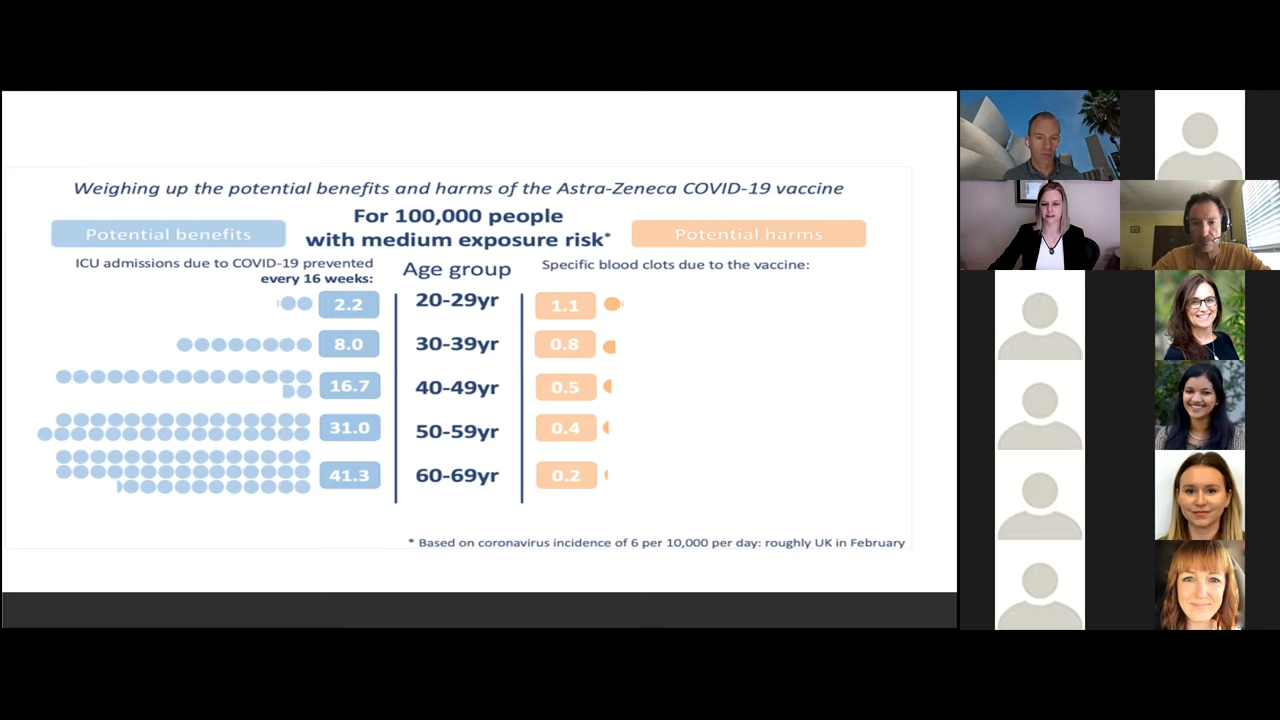 Weighing up the potential benefits and harms of the Astra-Zeneca COVID-19 vaccine
For 100,000 people
with medium exposure risk*
Potential benefits
Potential harms
ICU admissions due to COVID-19 prevented
every 16 weeks:
Age group
Specific blood clots due to the vaccine:
2.2 20-29yr 1.1
8.0 30-39yr 0.8
16.7 40-49yr 0.5
31.0 50-59yr 0.4
41.3 60-69yr 0.2
* Based on coronavirus incidence of 6 per 10,000 per day: roughly UK in February